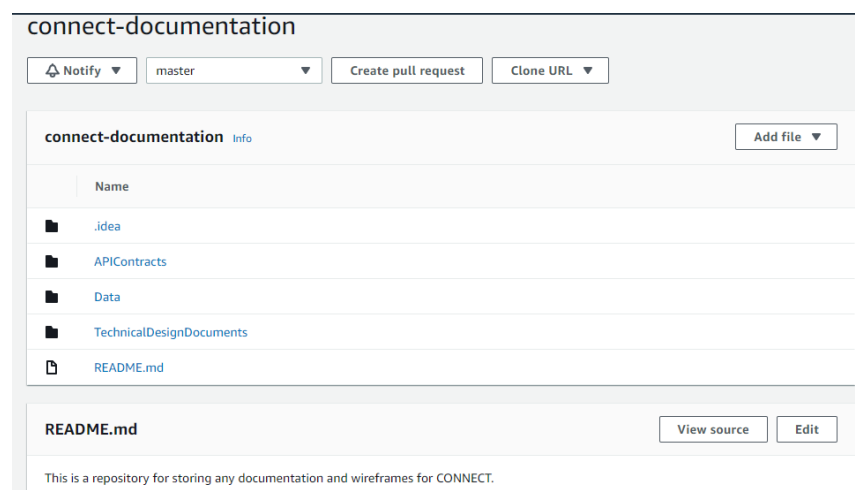 connect-documentation
Notify master Create pull request Clone URL
connect-documentation Info Add file
Name
.idea
APIContracts
Data
TechnicalDesignDocuments
README.md
README.md View source Edit
This is a repository for storing any documentation and wireframes for CONNECT.